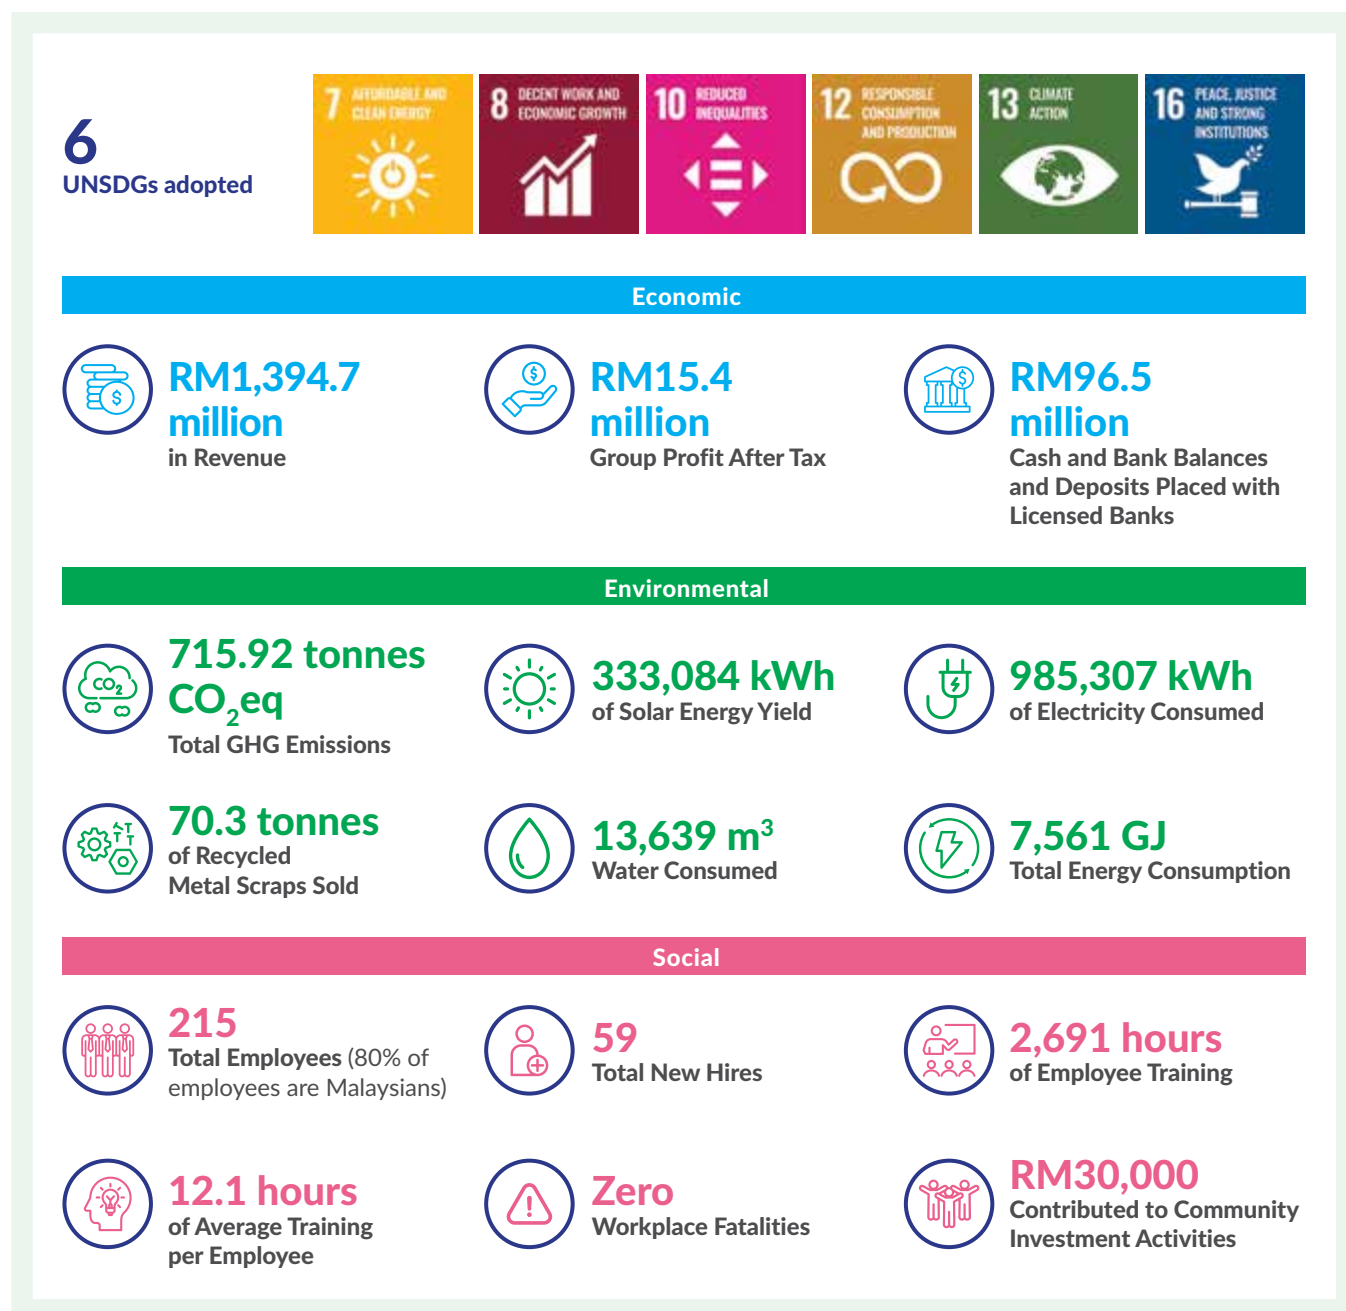 6
UNSDGs adopted
7 AFFORDABLE AND
CLEAN ENERGY
8 DECENT WORK AND
ECONOMIC GROWTH
10 REDUCED
INEQUALITIES
12 RESPONSIBLE
CONSUMPTION
AND PRODUCTION
13 CLIMATE
ACTION
16 PEACE, JUSTICE
AND STRONG
INSTITUTIONS
Economic
RM1,394.7
million
in Revenue
RM15.4
million
Group Profit After Tax
RM96.5
million
Cash and Bank Balances
and Deposits Placed with
Licensed Banks
Environmental
CO2
715.92 tonnes
CO₂eq
Total GHG Emissions
333,084 kWh
of Solar Energy Yield
985,307 kWh
of Electricity Consumed
70.3 tonnes
of Recycled
Metal Scraps Sold
13,639 m³
Water Consumed
7,561 GJ
Total Energy Consumption
Social
215
Total Employees (80% of
employees are Malaysians)
59
Total New Hires
2,691 hours
of Employee Training
12.1 hours
of Average Training
per Employee
Zero
Workplace Fatalities
RM30,000
Contributed to Community
Investment Activities